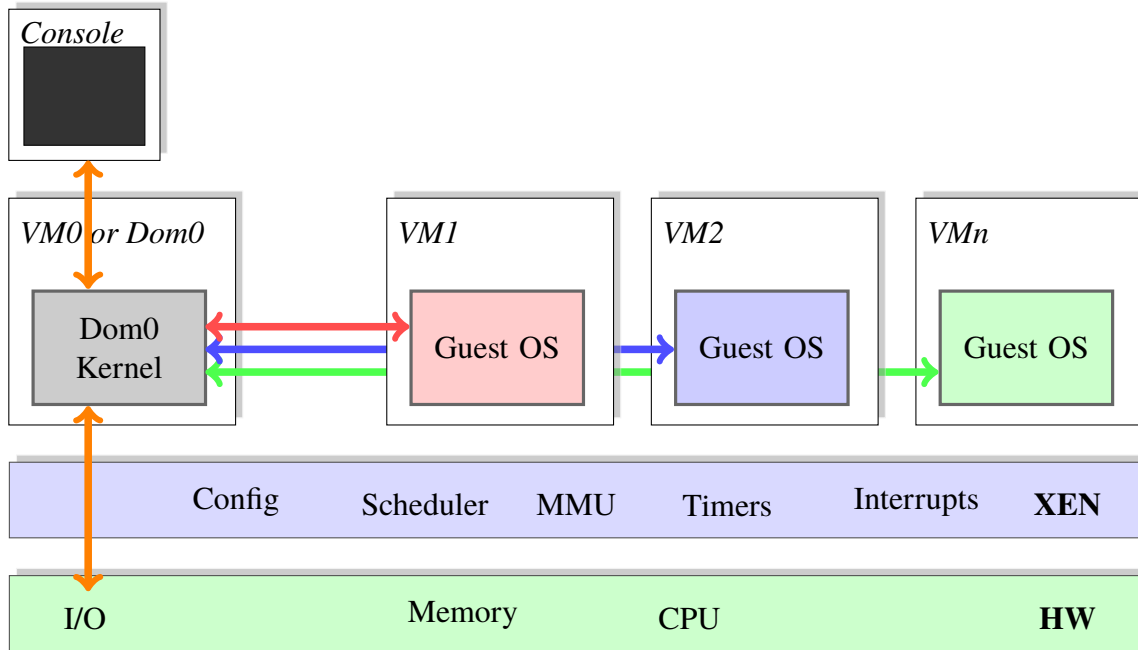 Console
VM0 or Dom0
VM1
VM2
VMn
Dom0
Kernel
Guest OS
Guest OS
Guest OS
Config
Scheduler
MMU
Timers
Interrupts
XEN
I/O
Memory
CPU
HW